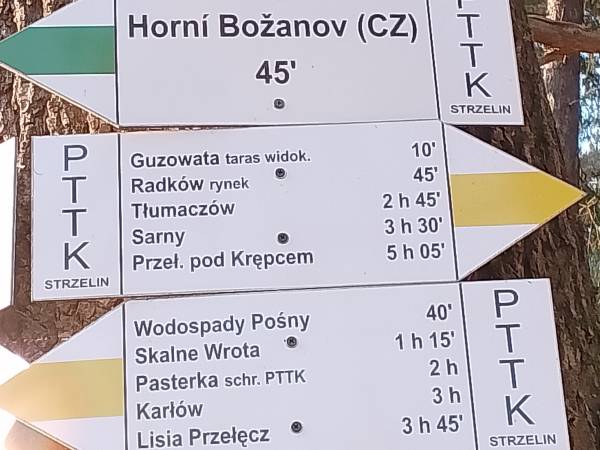 Horní Božanov (CZ)
45'
PTTK
STRZELIN
PTTK
STRZELIN
Guzowata taras widok. 10'
Radków rynek 45'
Tłumaczów 2 h 45'
Sarny 3 h 30'
Przeł. pod Krępcem 5 h 05'
Wodospady Pośny 40'
Skalne Wrota 1 h 15'
Pasterka schr. PTTK 2 h
Karłów 3 h
Lisia Przełęcz 3 h 45'
PTTK
STRZELIN